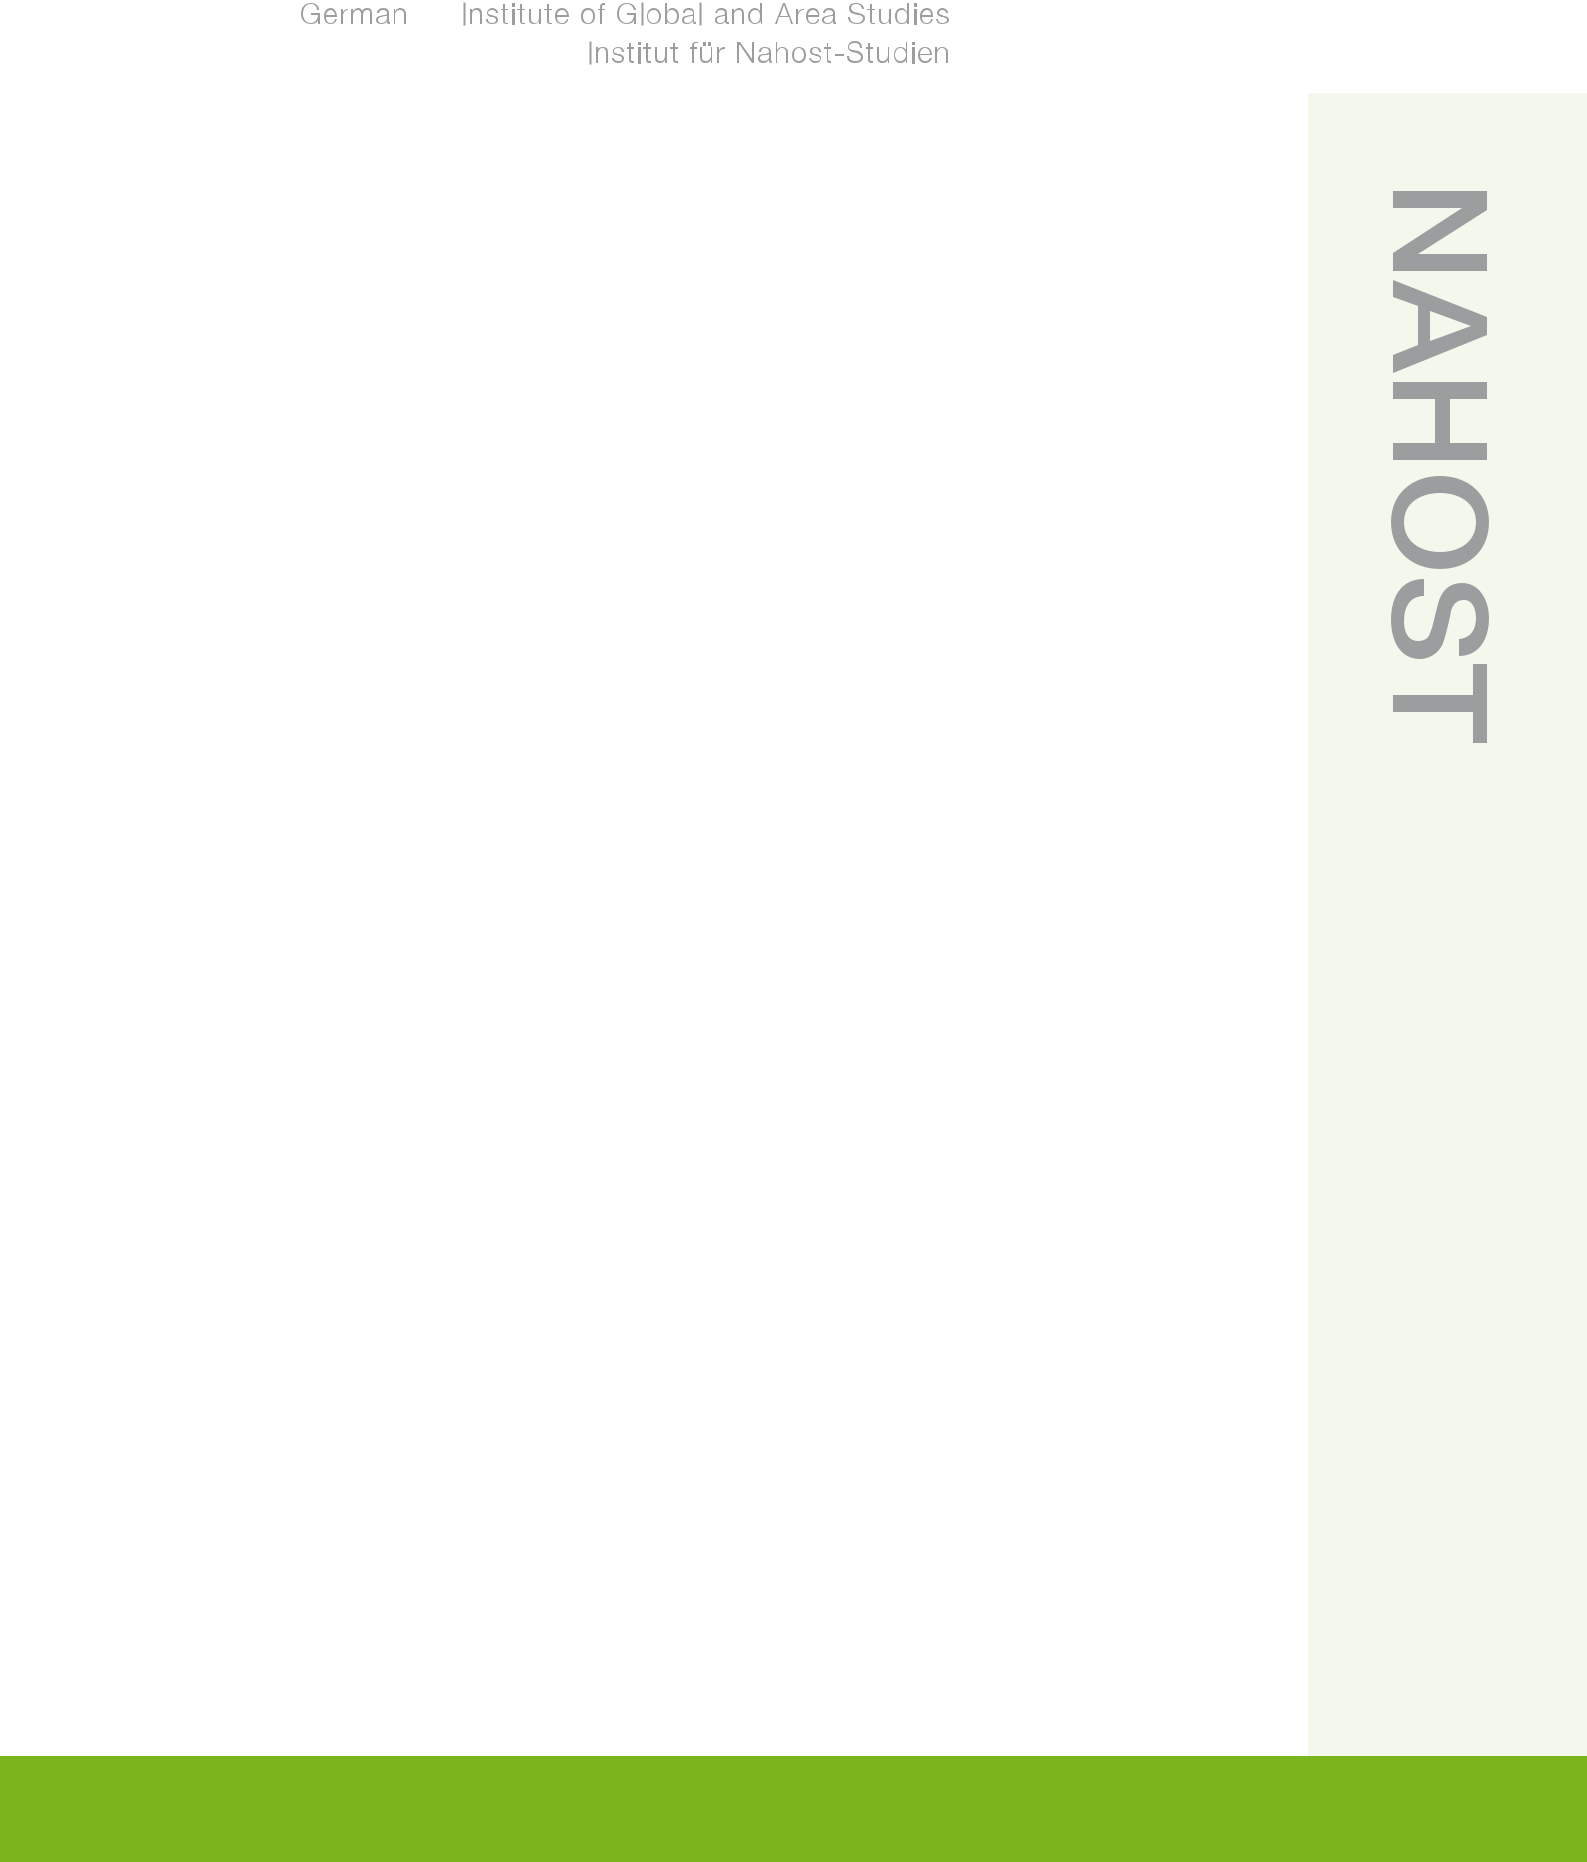 German Institute of Global and Area Studies
Institut für Nahost-Studien
NAHOST